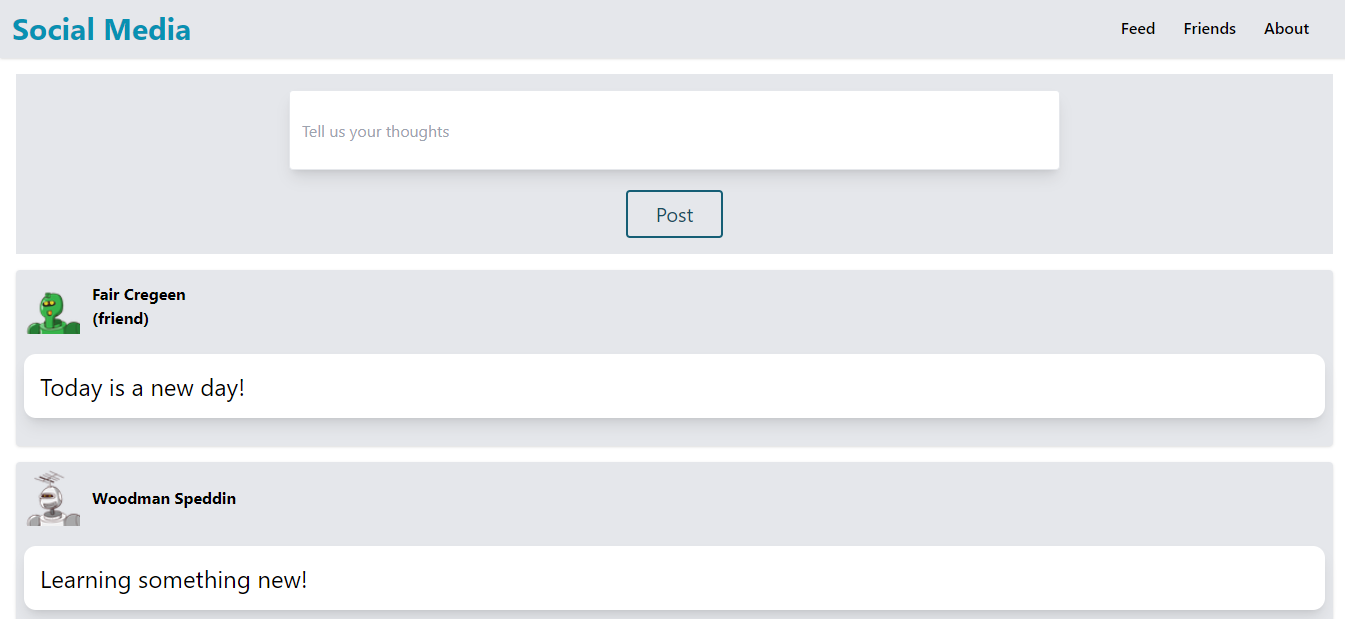 Social Media
Feed Friends About
Tell us your thoughts
Post
Fair Cregeen
(friend)
Today is a new day!
Woodman Speddin
Learning something new!